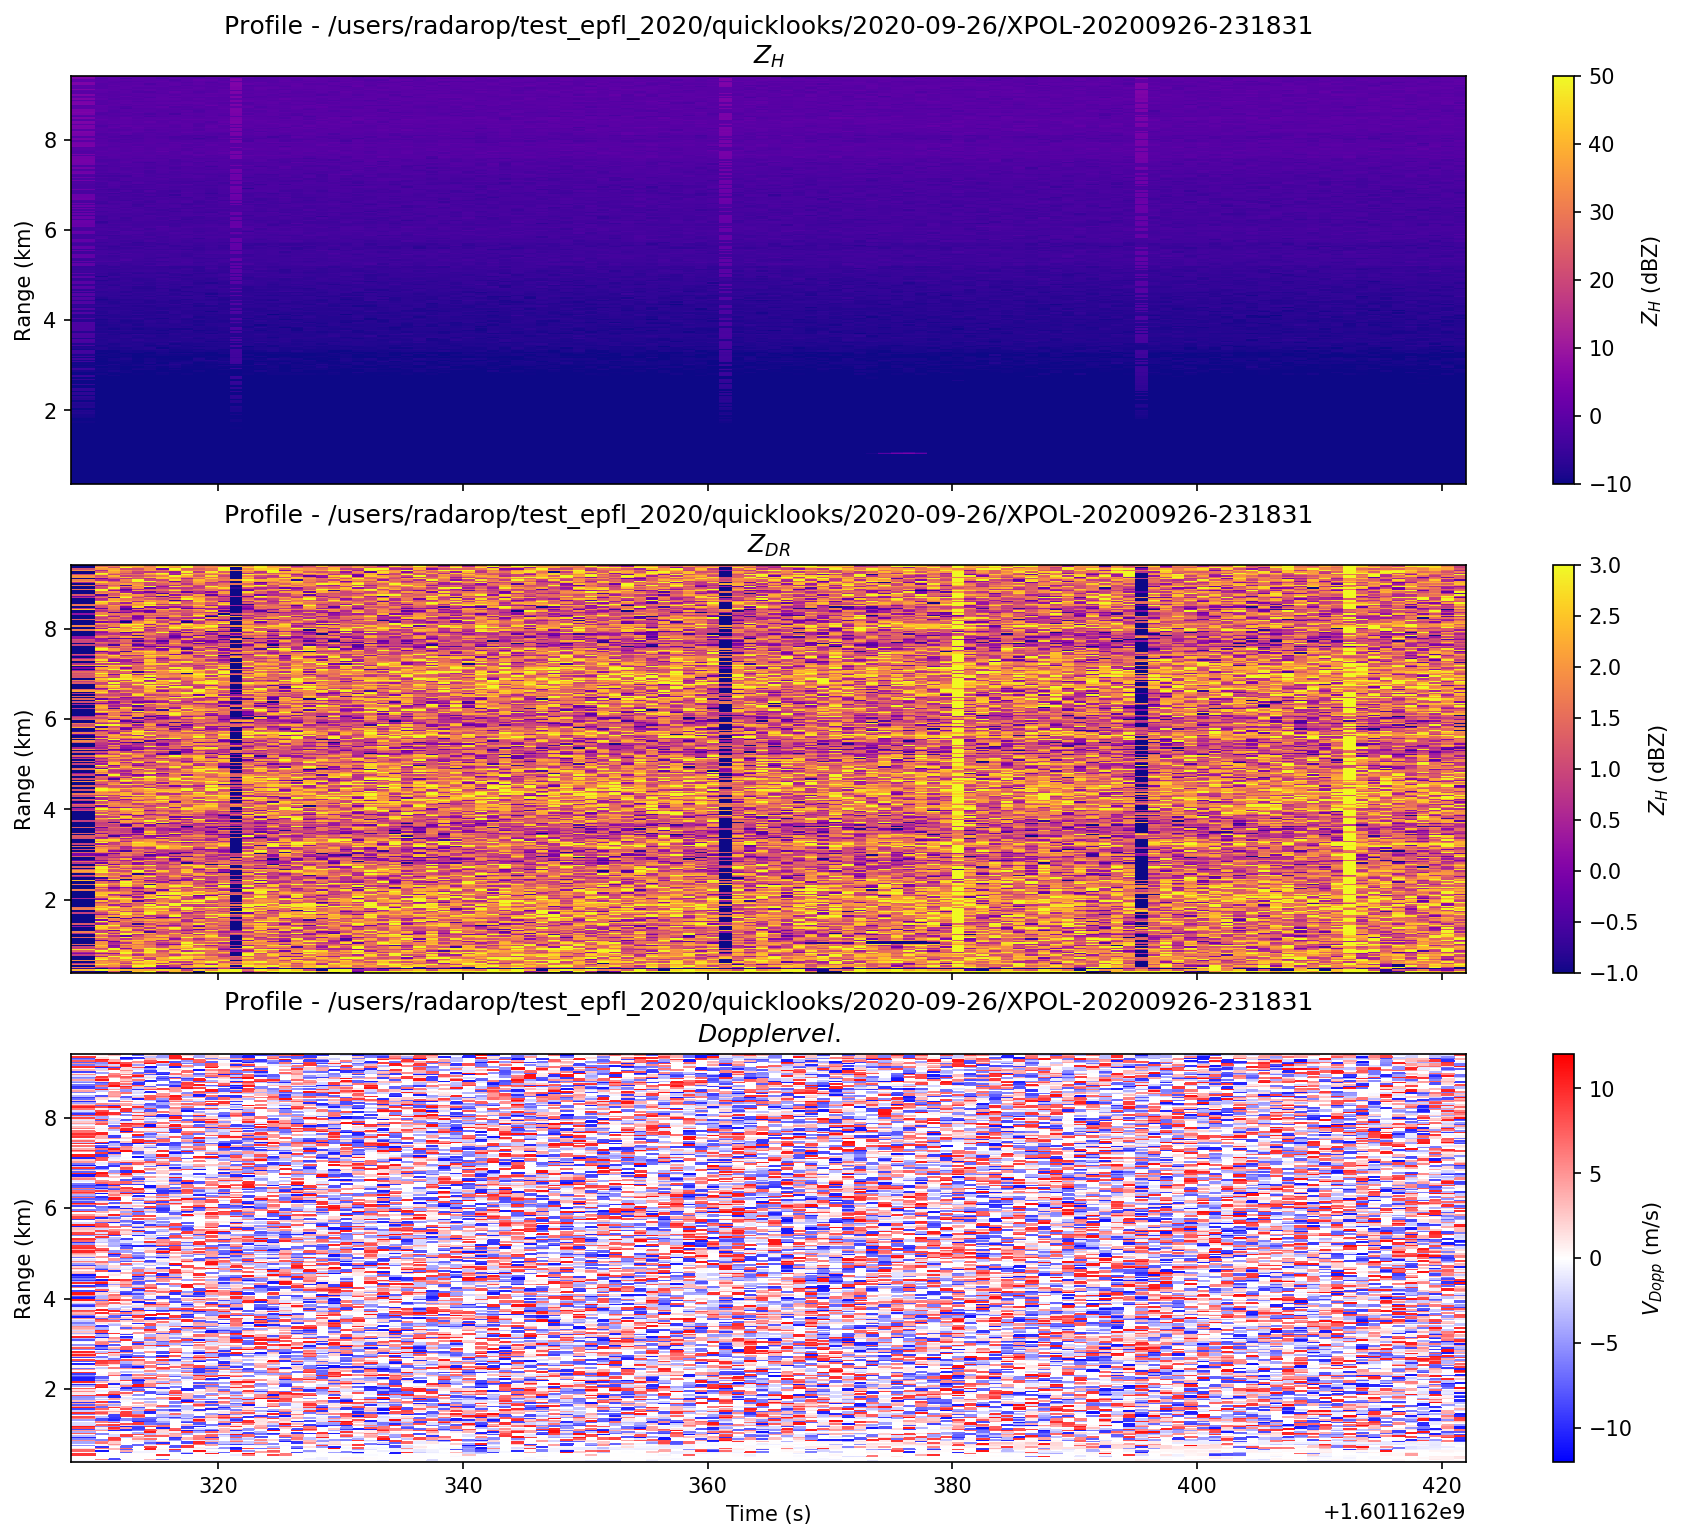 Profile - /users/radarop/test_epfl_2020/quicklooks/2020-09-26/XPOL-20200926-231831
Z_H
8
6
4
2
Range (km)
50
40
30
20
10
0
−10
Z_H (dBZ)
Profile - /users/radarop/test_epfl_2020/quicklooks/2020-09-26/XPOL-20200926-231831
Z_DR
8
6
4
2
Range (km)
3.0
2.5
2.0
1.5
1.0
0.5
0.0
−0.5
−1.0
Z_H (dBZ)
Profile - /users/radarop/test_epfl_2020/quicklooks/2020-09-26/XPOL-20200926-231831
Dopplervel.
8
6
4
2
Range (km)
10
5
0
−5
−10
V_Dopp (m/s)
320 340 360 380 400 420
Time (s)
+1.601162e9